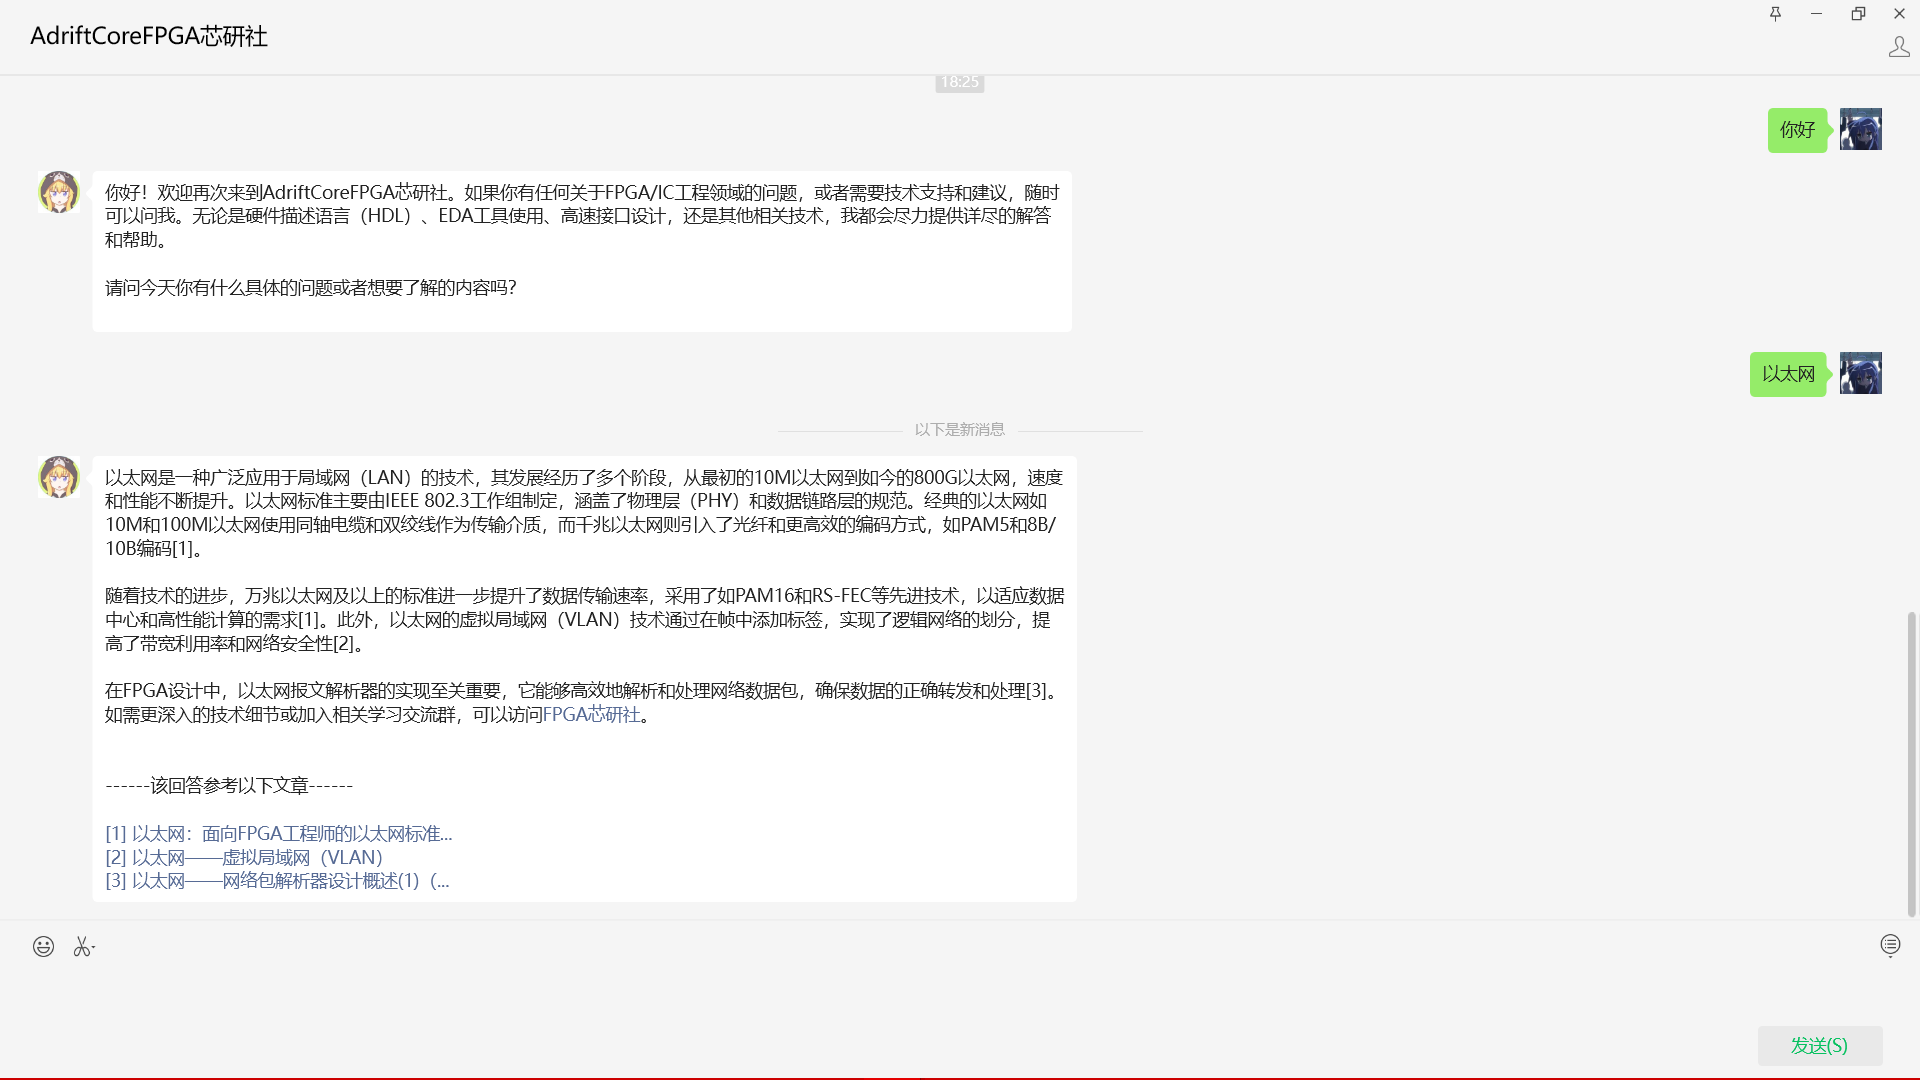 AdriftCoreFPGA芯研社
18:25
你好
你好！欢迎再次来到AdriftCoreFPGA芯研社。如果你有任何关于FPGA/IC工程领域的问题，或者需要技术支持和建议，随时
可以问我。无论是硬件描述语言（HDL）、EDA工具使用、高速接口设计，还是其他相关技术，我都会尽力提供详尽的解答
和帮助。
请问今天你有什么具体的问题或者想要了解的内容吗？
以太网
以下是新消息
以太网是一种广泛应用于局域网（LAN）的技术，其发展经历了多个阶段，从最初的10M以太网到如今的800G以太网，速度
和性能不断提升。以太网标准主要由IEEE 802.3工作组制定，涵盖了物理层（PHY）和数据链路层的规范。经典的以太网如
10M和100M以太网使用同轴电缆和双绞线作为传输介质，而千兆以太网则引入了光纤和更高效的编码方式，如PAM5和8B/
10B编码[1]。
随着技术的进步，万兆以太网及以上的标准进一步提升了数据传输速率，采用了如PAM16和RS-FEC等先进技术，以适应数据
中心和高性能计算的需求[1]。此外，以太网的虚拟局域网（VLAN）技术通过在帧中添加标签，实现了逻辑网络的划分，提
高了带宽利用率和网络安全性[2]。
在FPGA设计中，以太网报文解析器的实现至关重要，它能够高效地解析和处理网络数据包，确保数据的正确转发和处理[3]。
如需更深入的技术细节或加入相关学习交流群，可以访问FPGA芯研社。
------该回答参考以下文章------
[1] 以太网：面向FPGA工程师的以太网标准...
[2] 以太网——虚拟局域网（VLAN）
[3] 以太网——网络包解析器设计概述(1)（...
发送(S)